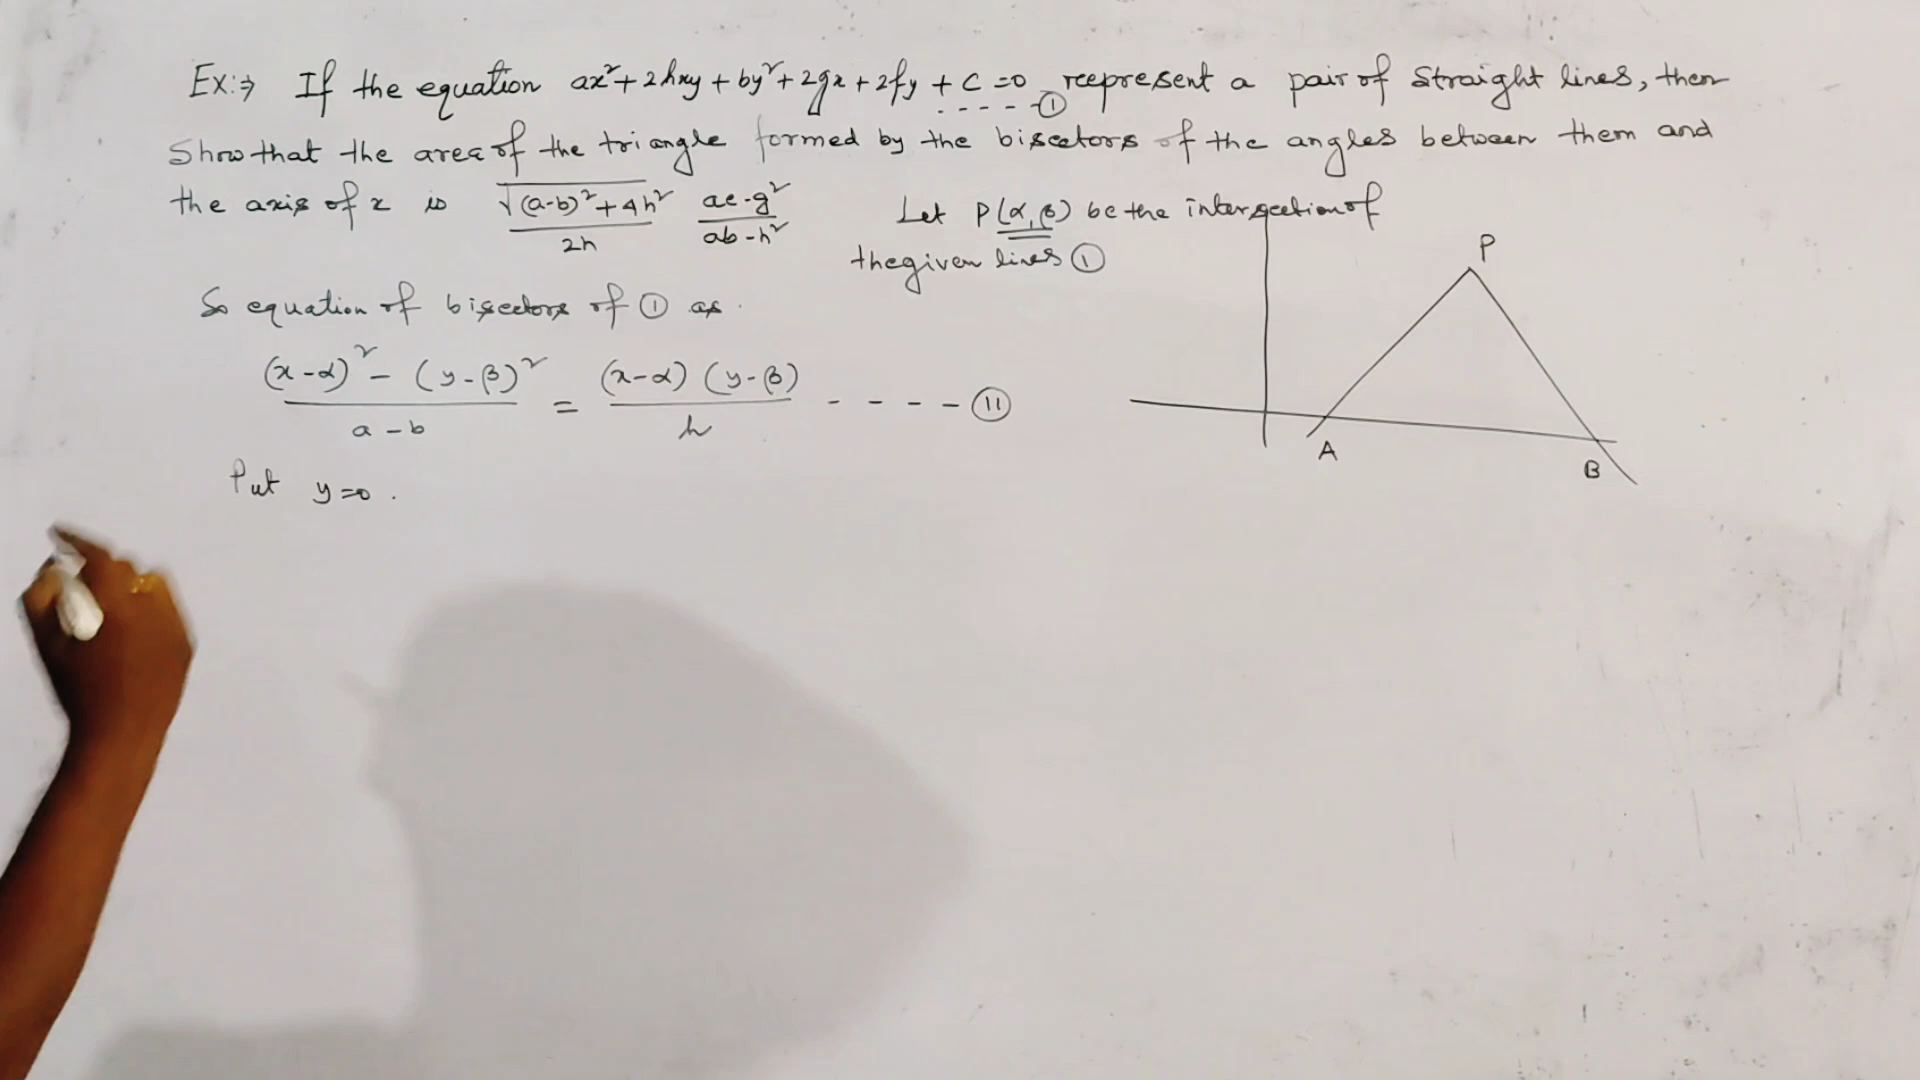 Ex:⇒ If the equation ax²+2hxy+by²+2gx+2fy+c=0 reepresent a pair of straight lines, then
- - - - - ①
Show that the area of the triangle formed by the bisectors of the angles between them and
the axis of x is √((a-b)²+4h²)/2h (ac-g²)/(ab-h²)
Let P(α,β) be the intersection of
the given lines ①
So equation of bisectors of ① as
((x-α)² - (y-β)²)/(a-b) = ((x-α)(y-β))/h - - - - ⑪
Put y=0.
P
A
B